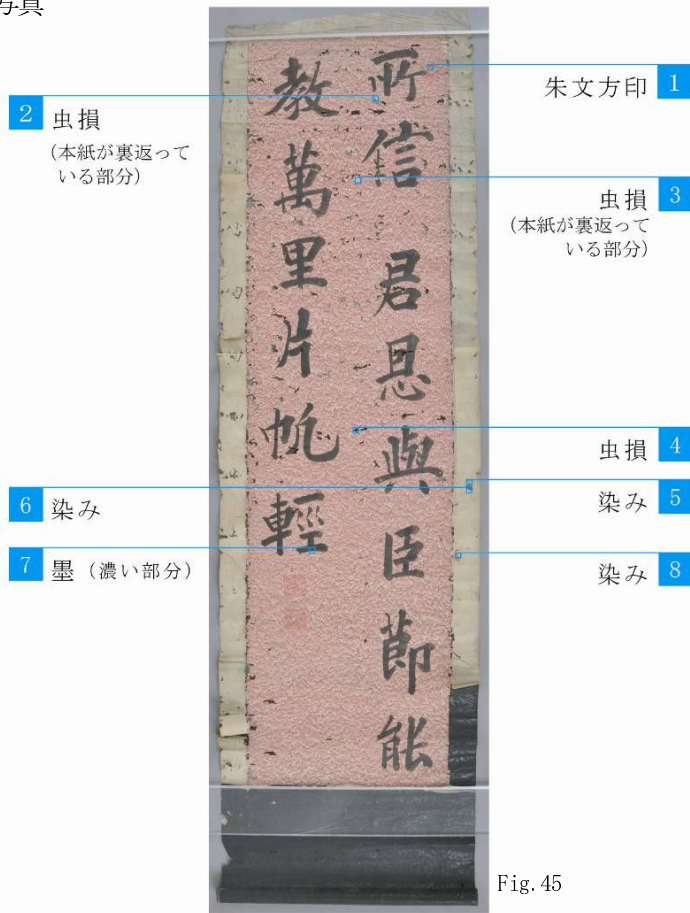 写真
1 朱文方印
2 虫損
(本紙が裏返って
いる部分)
3 虫損
(本紙が裏返って
いる部分)
4 虫損
5 染み
6 染み
7 墨（濃い部分）
8 染み
所信 君恩與臣節能
教萬里片帆輕
Fig.45